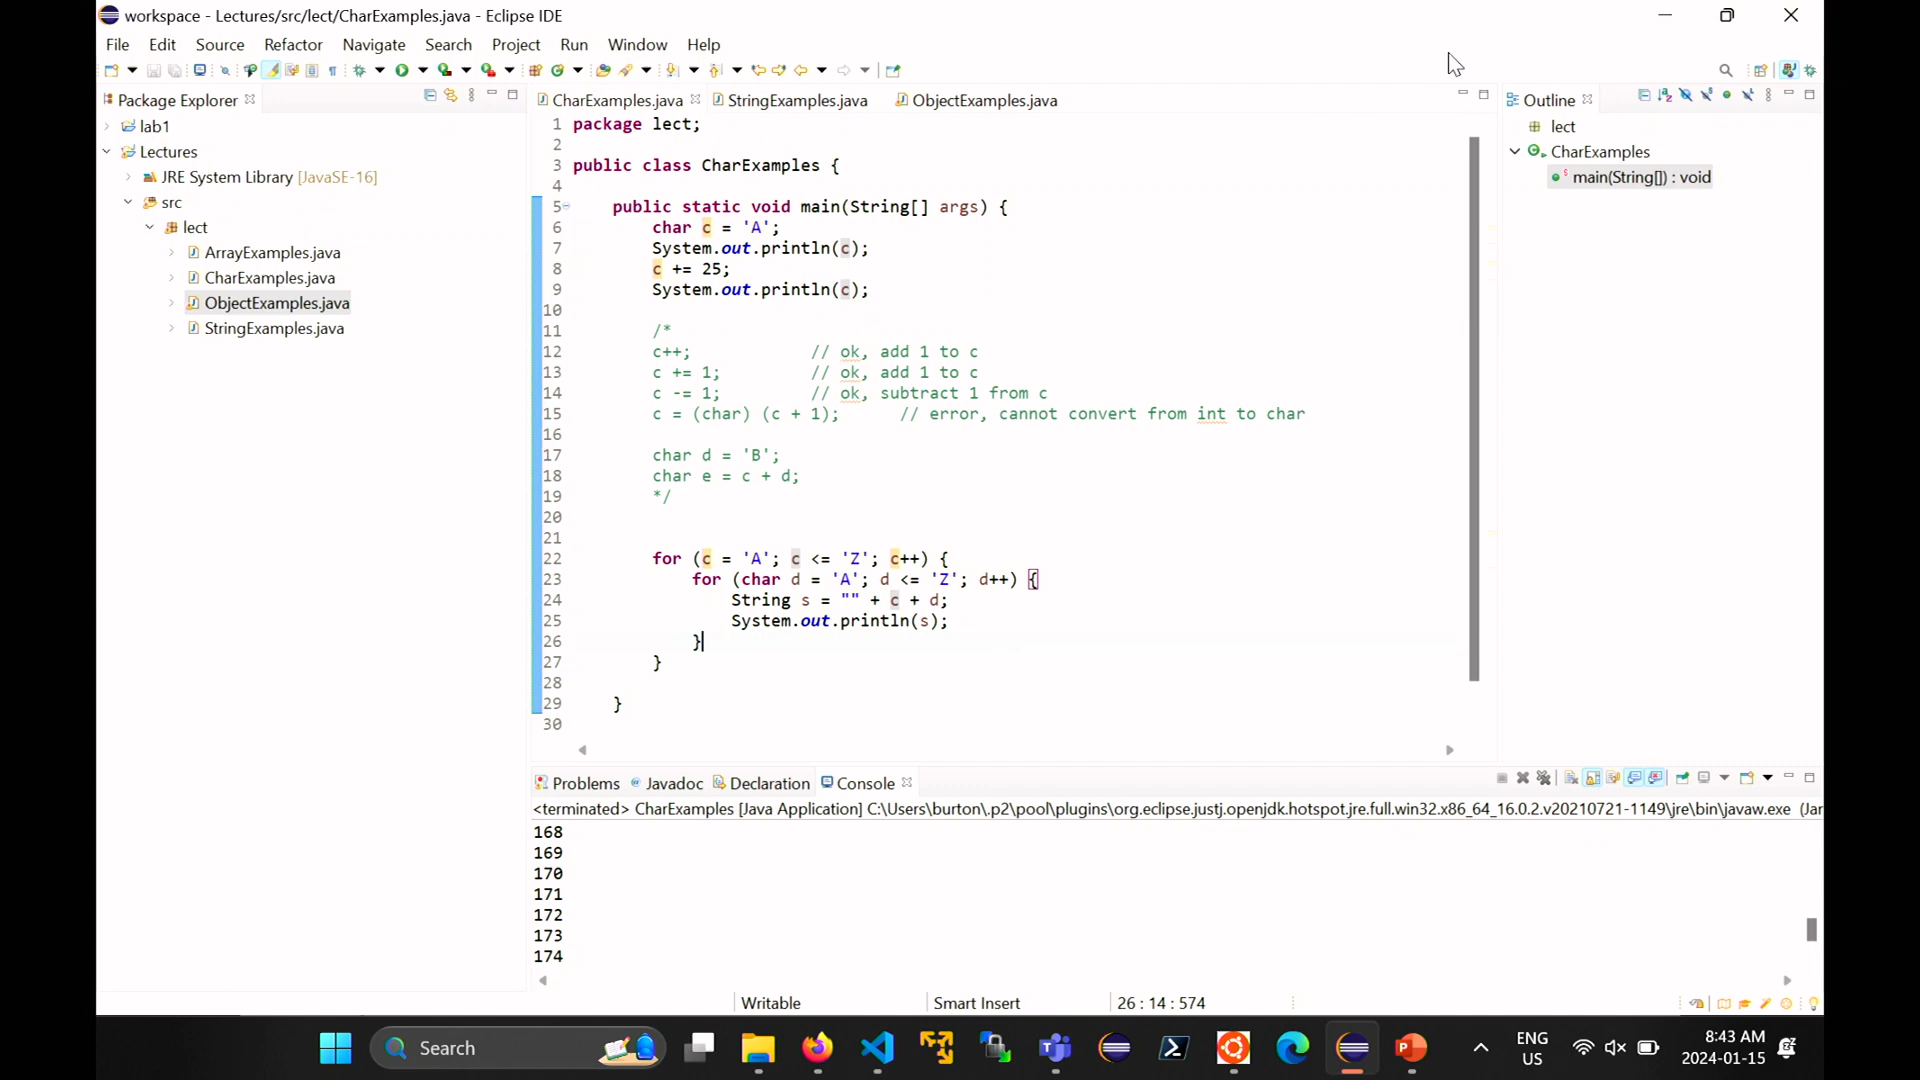 workspace - Lectures/src/lect/CharExamples.java - Eclipse IDE
File Edit Source Refactor Navigate Search Project Run Window Help
Package Explorer
lab1
Lectures
JRE System Library [JavaSE-16]
src
lect
ArrayExamples.java
CharExamples.java
ObjectExamples.java
StringExamples.java
CharExamples.java StringExamples.java ObjectExamples.java
1 package lect;
2
3 public class CharExamples {
4
5 public static void main(String[] args) {
6 char c = 'A';
7 System.out.println(c);
8 c += 25;
9 System.out.println(c);
10
11 /*
12 c++; // ok, add 1 to c
13 c += 1; // ok, add 1 to c
14 c -= 1; // ok, subtract 1 from c
15 c = (char) (c + 1); // error, cannot convert from int to char
16
17 char d = 'B';
18 char e = c + d;
19 */
20
21
22 for (c = 'A'; c <= 'Z'; c++) {
23 for (char d = 'A'; d <= 'Z'; d++) {
24 String s = "" + c + d;
25 System.out.println(s);
26 }
27 }
28
29 }
30
Outline
lect
CharExamples
main(String[]) : void
Problems Javadoc Declaration Console
<terminated> CharExamples [Java Application] C:\Users\burton\.p2\pool\plugins\org.eclipse.justj.openjdk.hotspot.jre.full.win32.x86_64_16.0.2.v20210721-1149\jre\bin\javaw.exe (Jar
168
169
170
171
172
173
174
Writable Smart Insert 26 : 14 : 574
Search
ENG
US
8:43 AM
2024-01-15